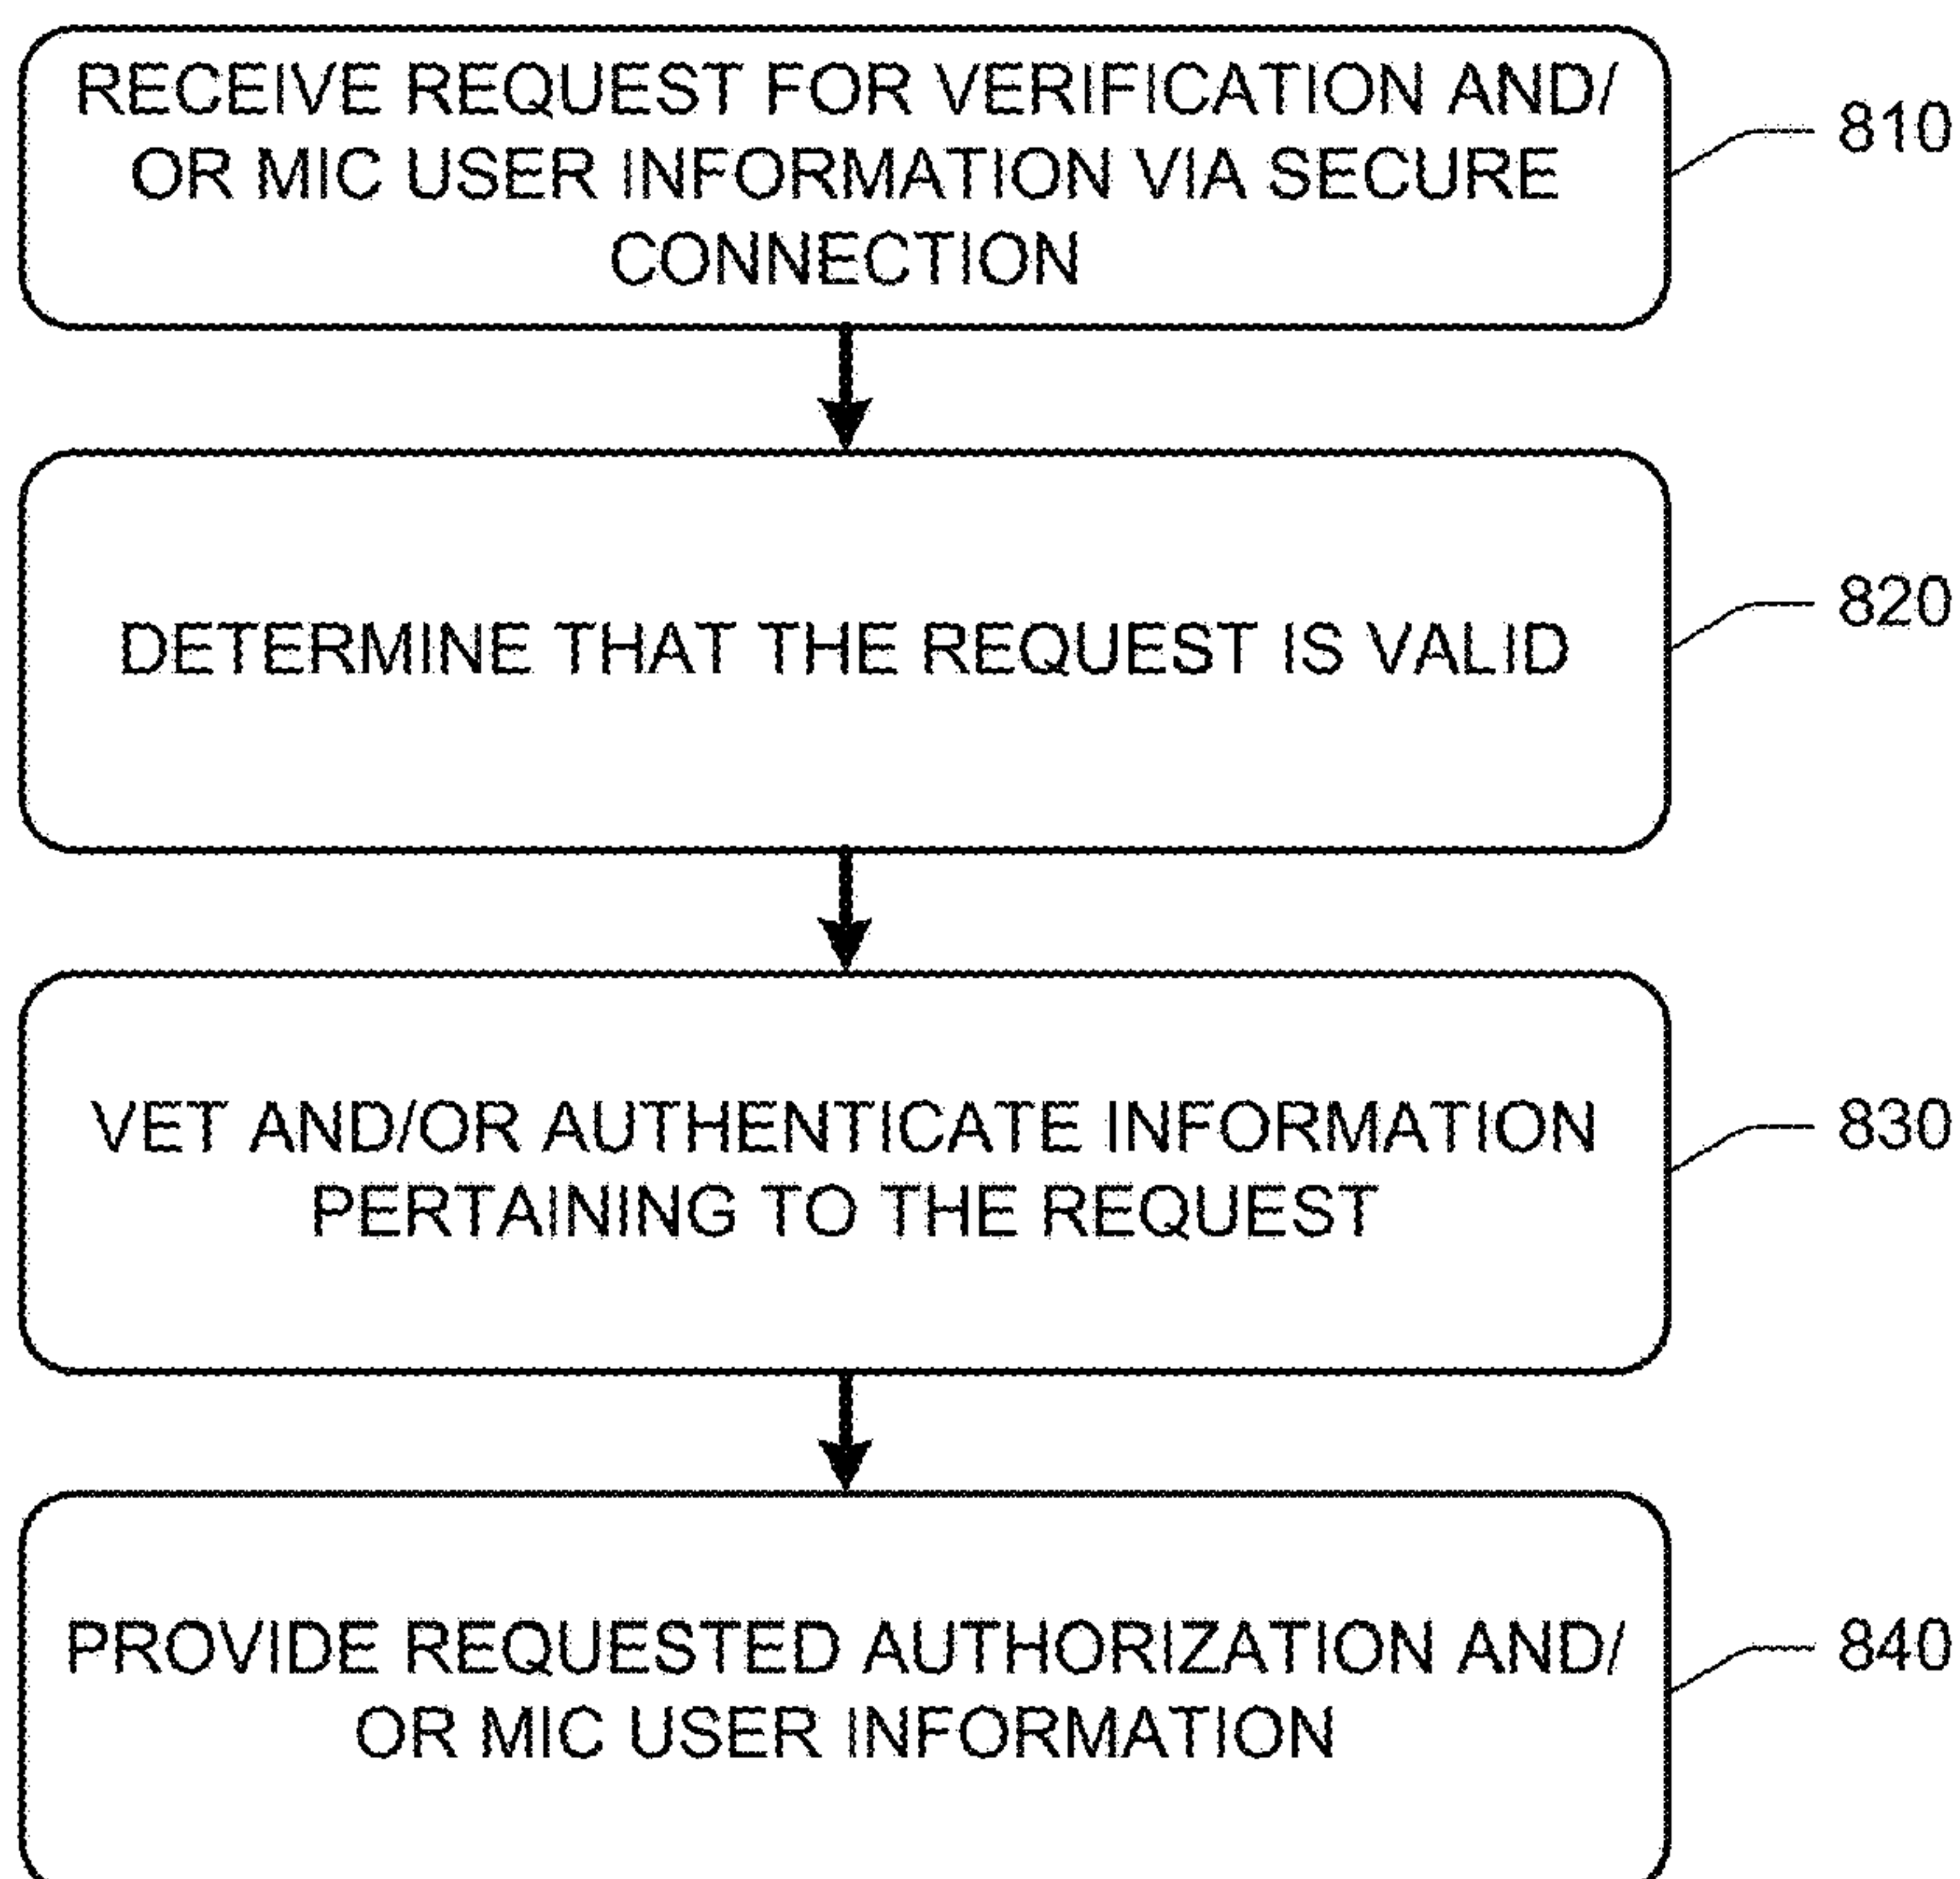 RECEIVE REQUEST FOR VERIFICATION AND/
OR MIC USER INFORMATION VIA SECURE
CONNECTION
810
DETERMINE THAT THE REQUEST IS VALID
820
VET AND/OR AUTHENTICATE INFORMATION
PERTAINING TO THE REQUEST
830
PROVIDE REQUESTED AUTHORIZATION AND/
OR MIC USER INFORMATION
840